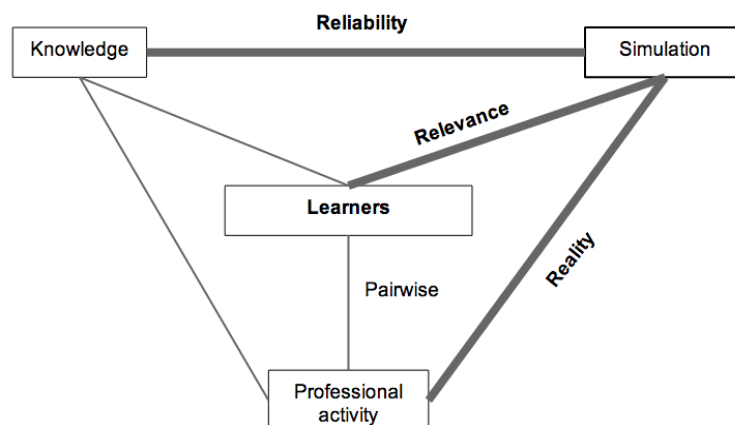 Reliability
Knowledge
Simulation
Relevance
Learners
Reality
Pairwise
Professional
activity